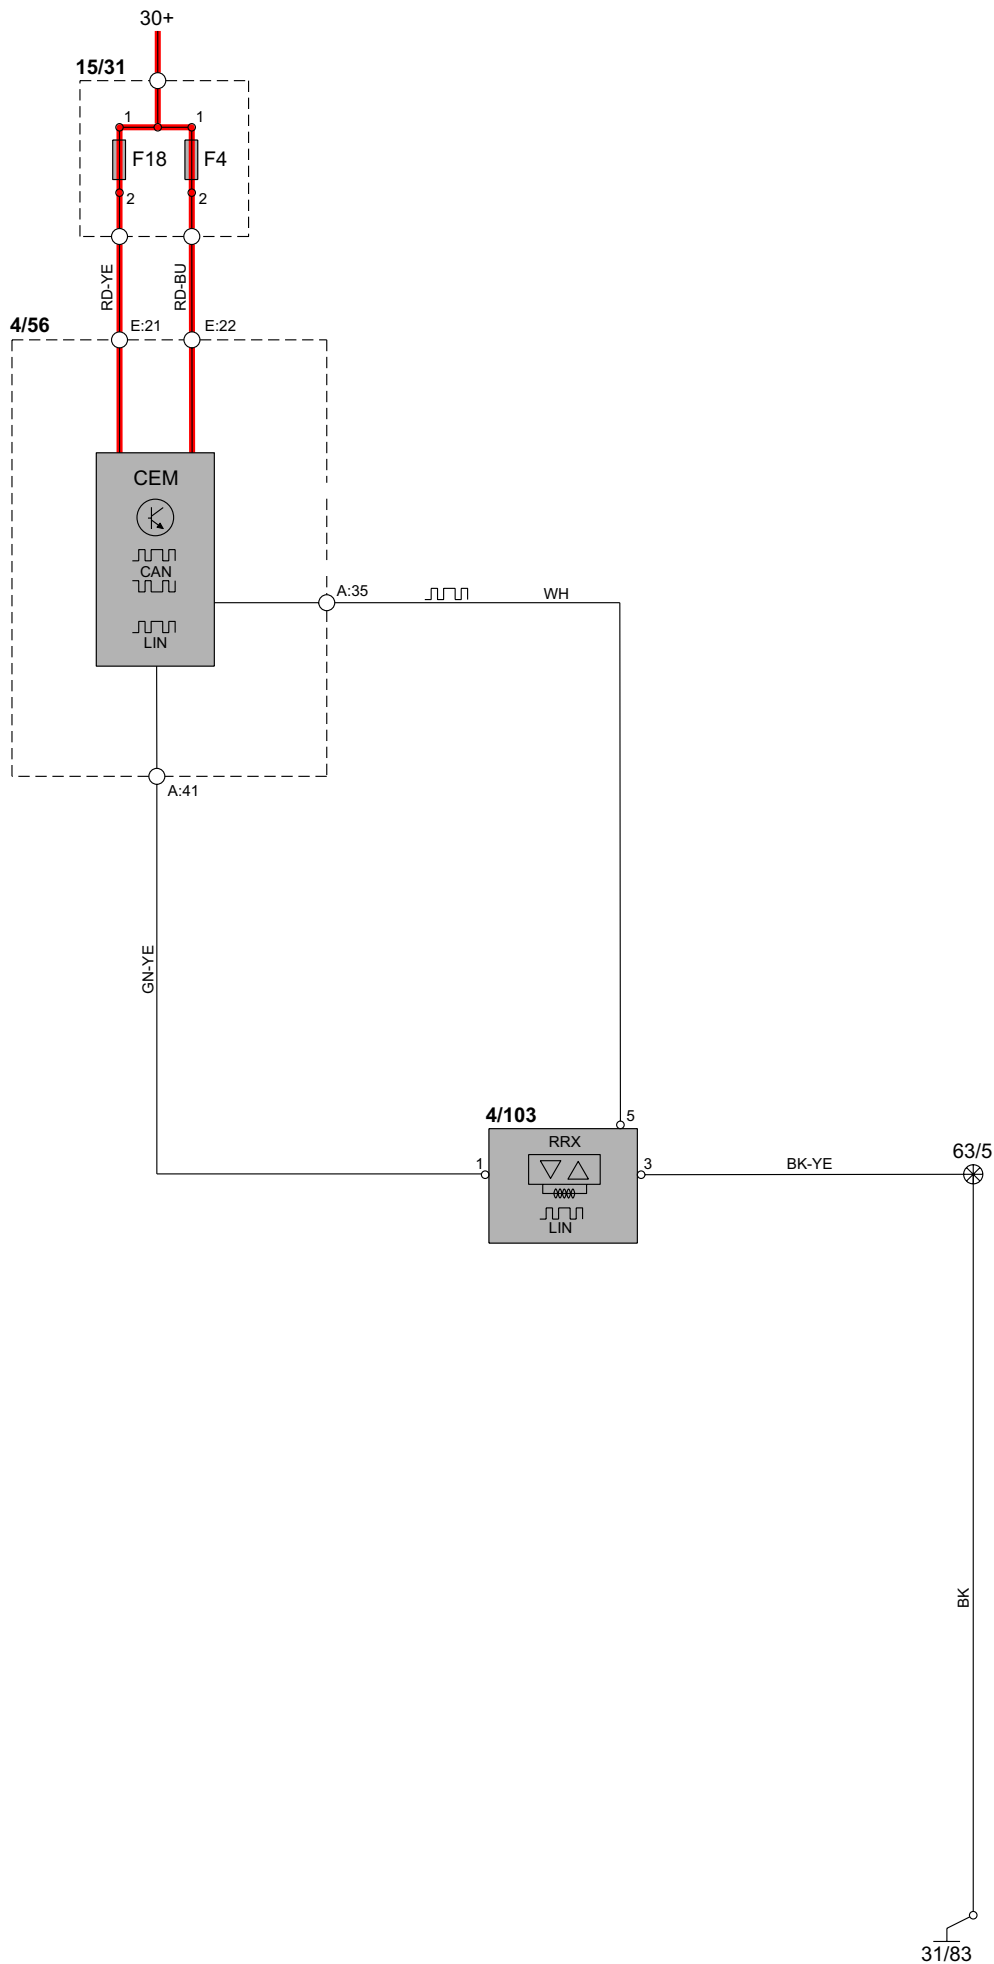 30+
15/31
1 1
F18 F4
2 2
RD-YE RD-BU
4/56 E:21 E:22
CEM
CAN
LIN
A:35 WH
A:41
GN-YE
4/103 5
RRX
LIN
1 3
BK-YE
63/5
BK
31/83